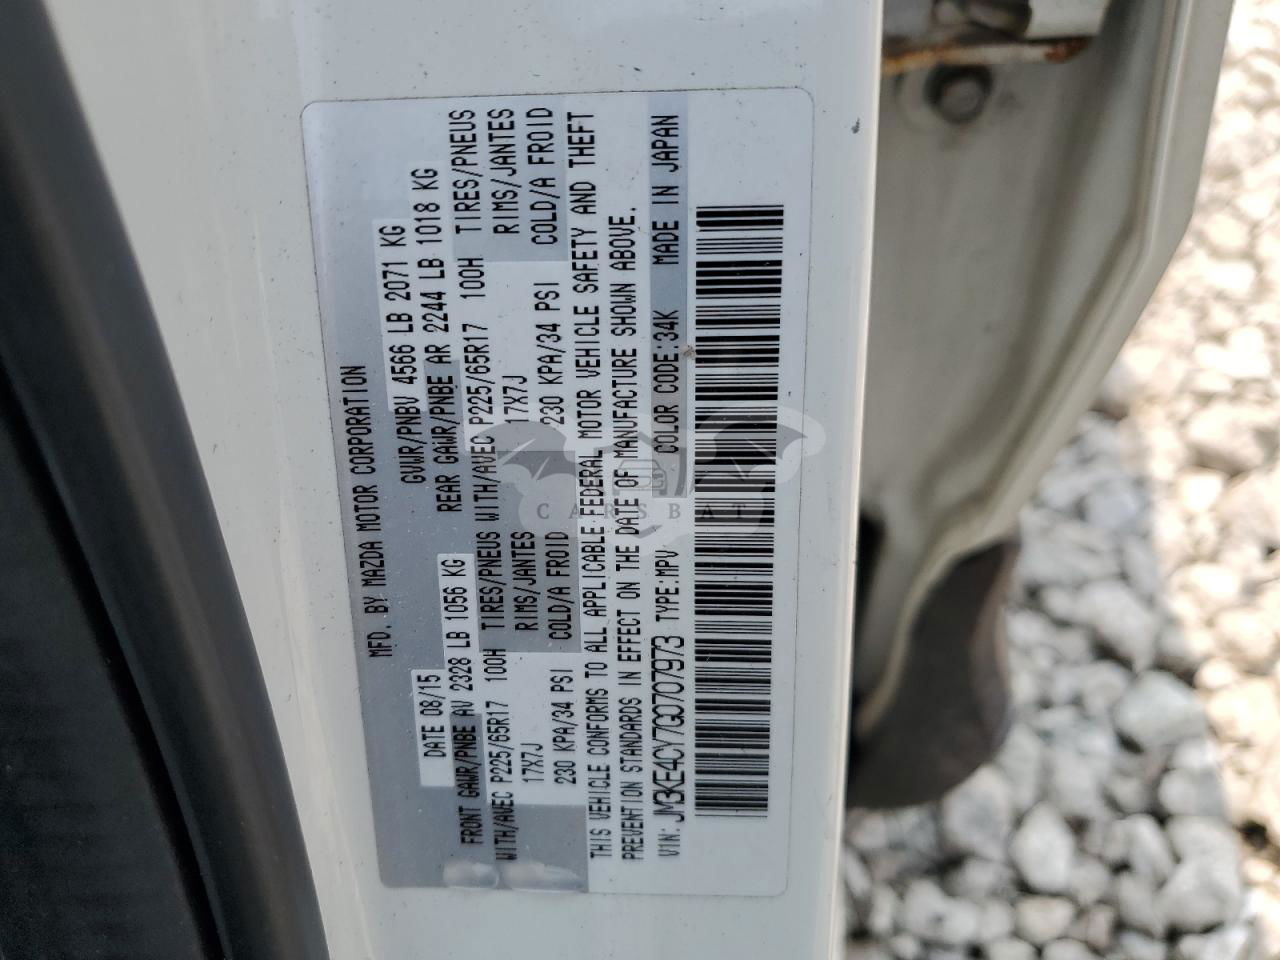 MFD. BY MAZDA MOTOR CORPORATION
DATE 08/15 GVWR/PNBV 4566 LB 2071 KG
FRONT GAWR/PNBE AV 2328 LB 1056 KG REAR GAWR/PNBE AR 2244 LB 1018 KG
WITH/AVEC P225/65R17 100H TIRES/PNEUS WITH/AVEC P225/65R17 100H TIRES/PNEUS
17X7J RIMS/JANTES 17X7J RIMS/JANTES
230 KPA/34 PSI COLD/A FROID 230 KPA/34 PSI COLD/A FROID
THIS VEHICLE CONFORMS TO ALL APPLICABLE FEDERAL MOTOR VEHICLE SAFETY AND THEFT
PREVENTION STANDARDS IN EFFECT ON THE DATE OF MANUFACTURE SHOWN ABOVE.
VIN: JM3KE4CY7G0707973 TYPE:MPV COLOR CODE:34K MADE IN JAPAN
CARSBAT